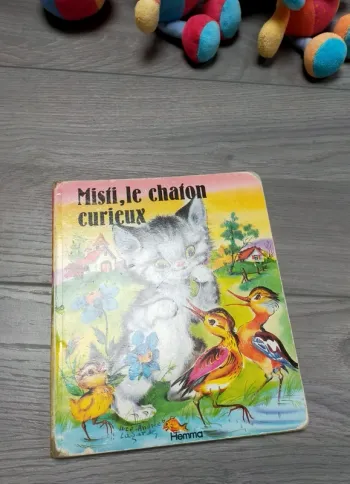 Misti, le chaton
curieux
Hemma